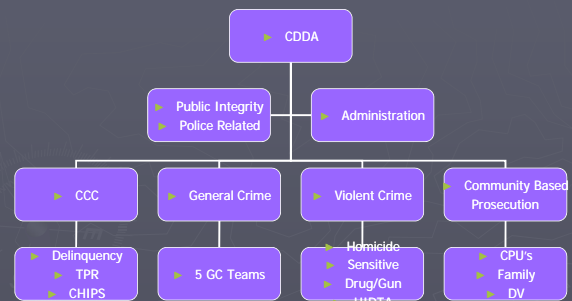 CDDA
Public Integrity
Police Related
Administration
CCC
General Crime
Violent Crime
Community Based
Prosecution
Delinquency
TPR
CHIPS
5 GC Teams
Homicide
Sensitive
Drug/Gun
HIDTA
CPU's
Family
DV